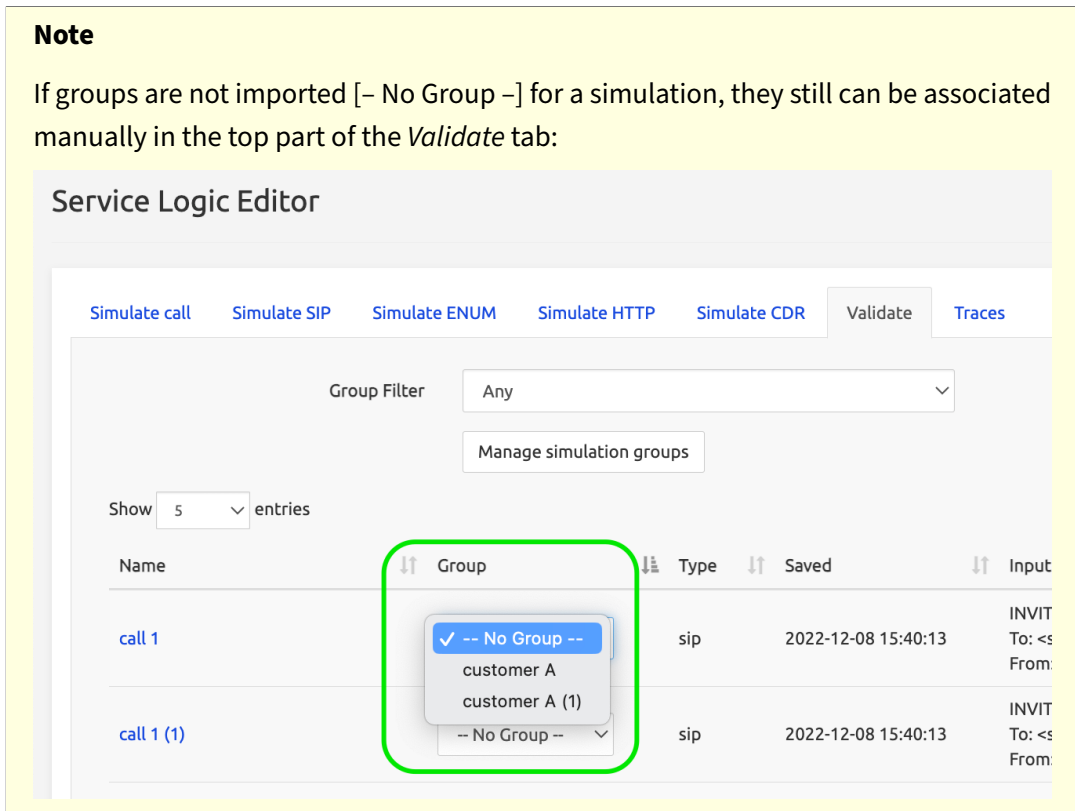 Note
If groups are not imported [– No Group –] for a simulation, they still can be associated
manually in the top part of the Validate tab:
Service Logic Editor
Simulate call Simulate SIP Simulate ENUM Simulate HTTP Simulate CDR Validate Traces
Group Filter Any
Manage simulation groups
Show 5 entries
Name Group Type Saved Input
INVIT
call 1 ✓ -- No Group -- sip 2022-12-08 15:40:13 To: <s
From:
customer A
customer A (1)
INVIT
call 1 (1) -- No Group -- sip 2022-12-08 15:40:13 To: <s
From: